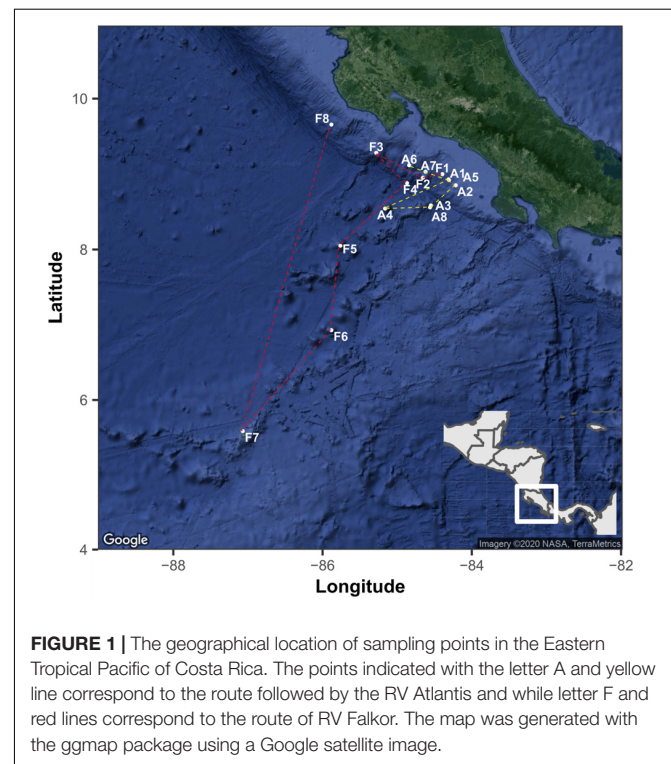 10
8
6
4
Latitude
F8
F3
A6
A7
F1
A1
A5
F2
F4
A2
A3
A4
A8
F5
F6
F7
Google
Imagery ©2020 NASA, TerraMetrics
−88
−86
−84
−82
Longitude
FIGURE 1 | The geographical location of sampling points in the Eastern
Tropical Pacific of Costa Rica. The points indicated with the letter A and yellow
line correspond to the route followed by the RV Atlantis and while letter F and
red lines correspond to the route of RV Falkor. The map was generated with
the ggmap package using a Google satellite image.